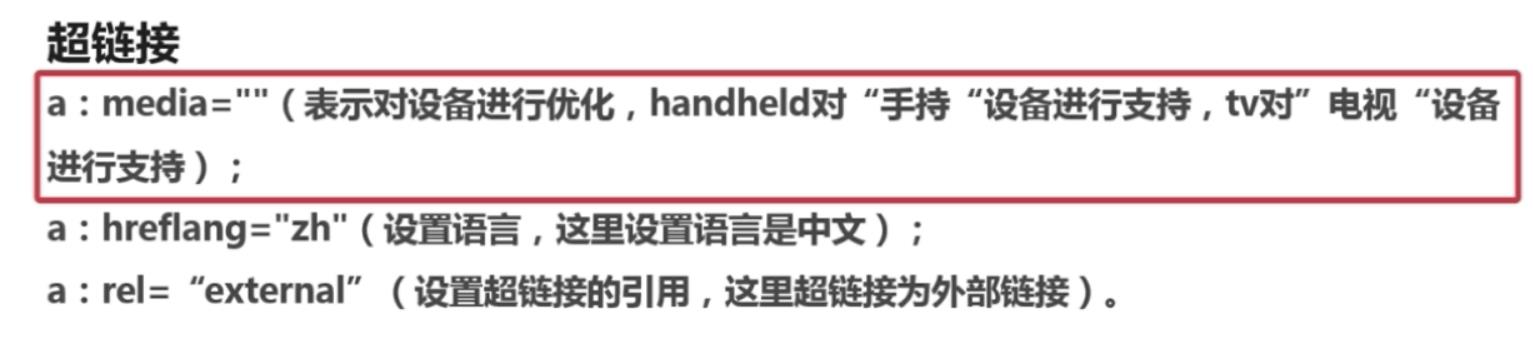 超链接
a：media=""（表示对设备进行优化，handheld对“手持“设备进行支持，tv对”电视“设备
进行支持）；
a：hreflang="zh"（设置语言，这里设置语言是中文）；
a：rel=“external”（设置超链接的引用，这里超链接为外部链接）。